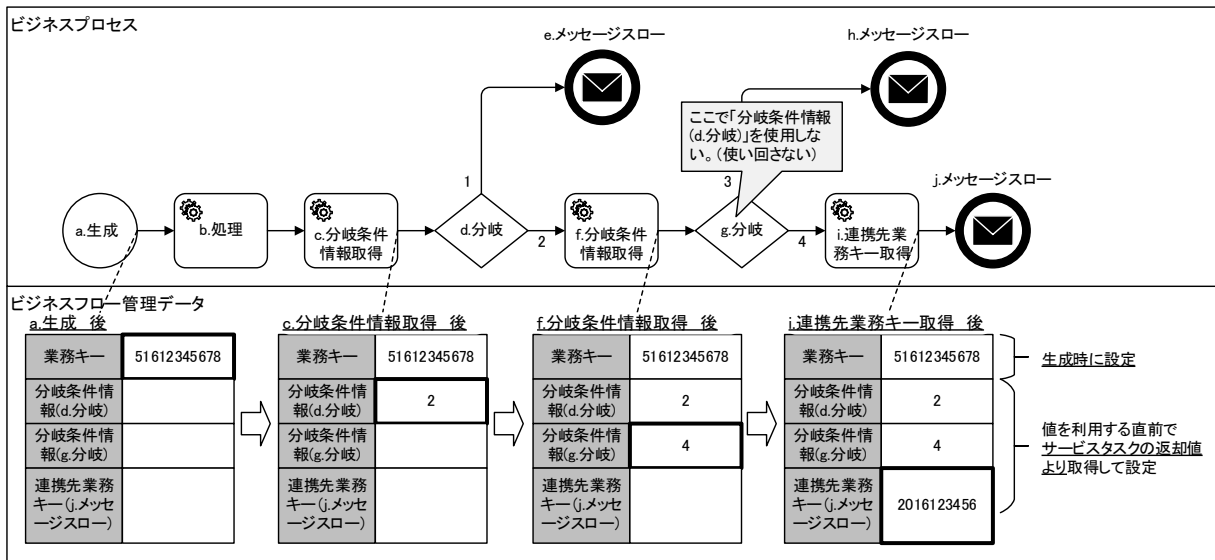 ビジネスプロセス
e.メッセージスロー
h.メッセージスロー
ここで「分岐条件情報
(d.分岐)」を使用しな
い。(使い回さない)
1
3
j.メッセージスロー
a.生成
b.処理
c.分岐条件
情報取得
d.分岐
2
f.分岐条件
情報取得
g.分岐
4
i.連携先業
務キー取得
ビジネスフロー管理データ
a.生成 後
業務キー
51612345678
分岐条件情
報(d.分岐)
分岐条件情
報(g.分岐)
連携先業務
キー(j.メッセ
ージスロー)
c.分岐条件情報取得 後
業務キー
51612345678
分岐条件情
報(d.分岐)
2
分岐条件情
報(g.分岐)
連携先業務
キー(j.メッセ
ージスロー)
f.分岐条件情報取得 後
業務キー
51612345678
分岐条件情
報(d.分岐)
2
分岐条件情
報(g.分岐)
4
連携先業務
キー(j.メッセ
ージスロー)
i.連携先業務キー取得 後
業務キー
51612345678
分岐条件情
報(d.分岐)
2
分岐条件情
報(g.分岐)
4
連携先業務
キー(j.メッセ
ージスロー)
2016123456
生成時に設定
値を利用する直前で
サービスタスクの返却値
より取得して設定